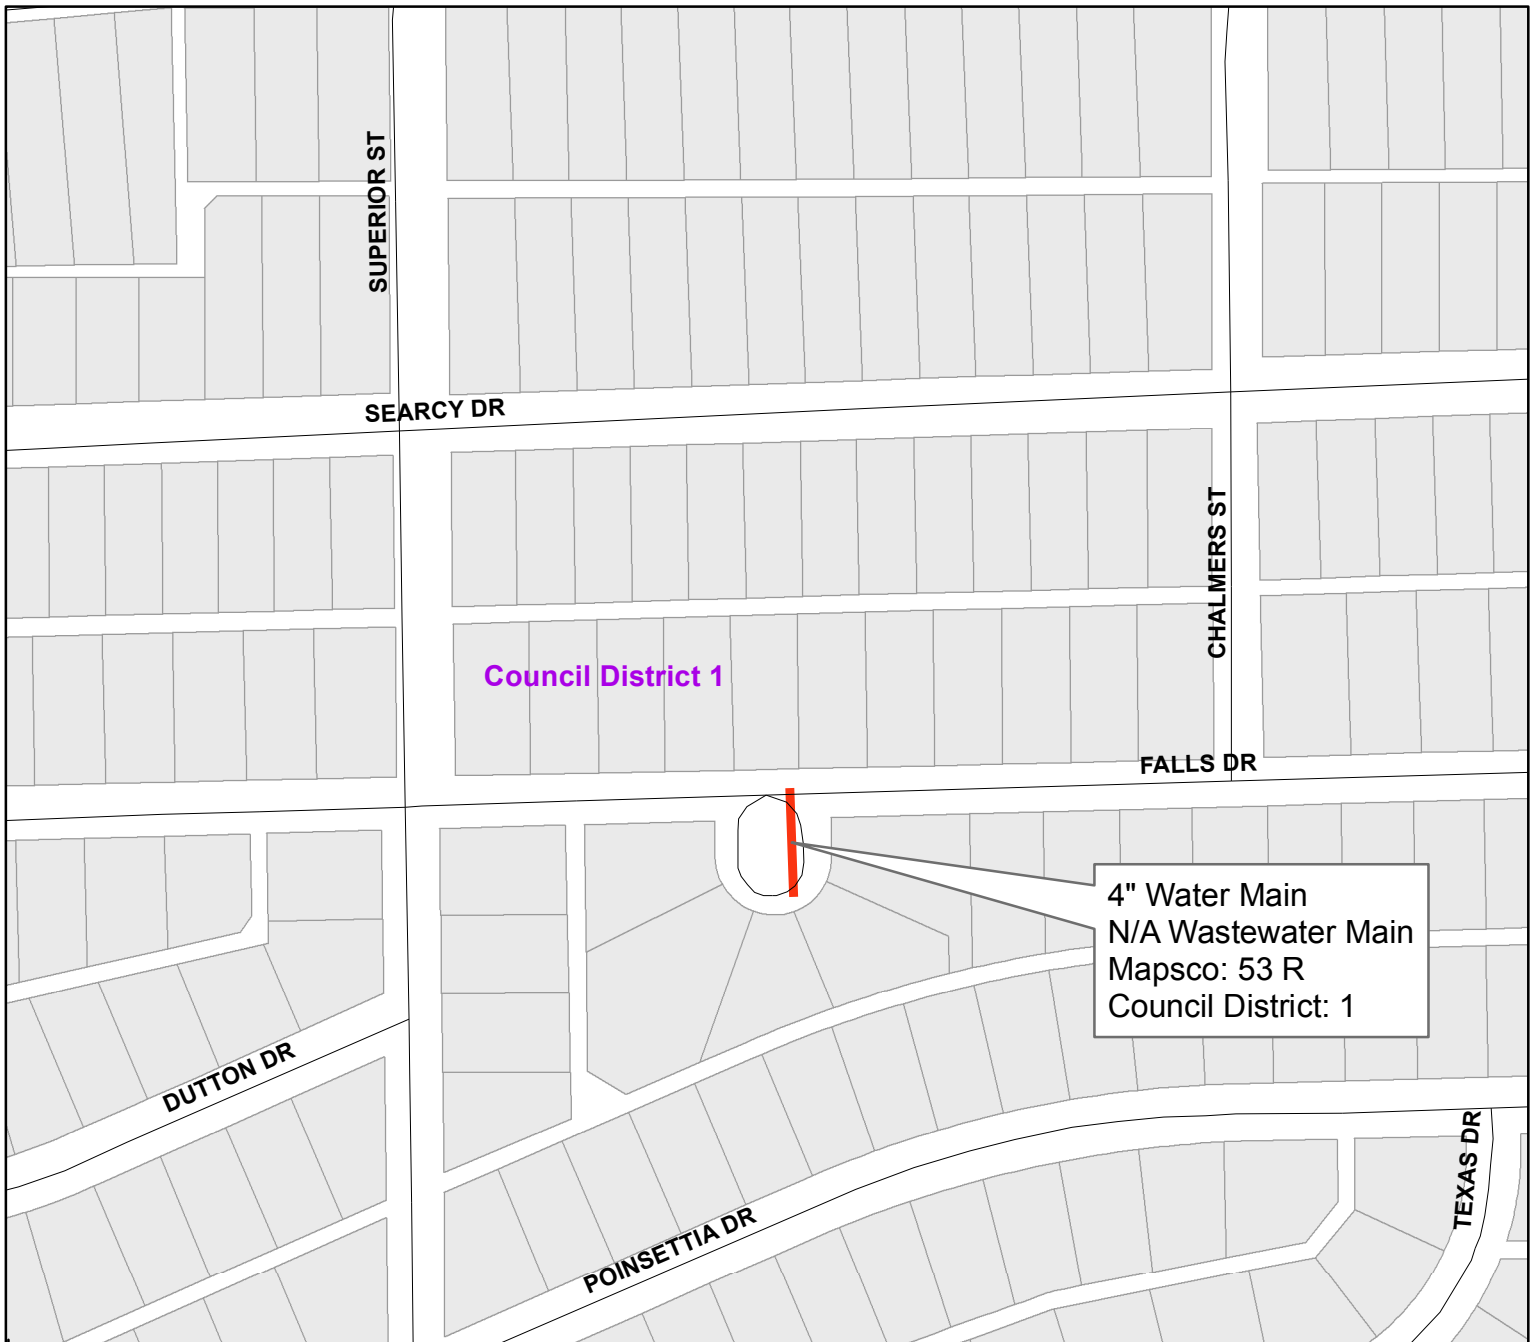 SUPERIOR ST
SEARCY DR
CHALMERS ST
Council District 1
FALLS DR
4" Water Main
N/A Wastewater Main
Mapsco: 53 R
Council District: 1
DUTTON DR
TEXAS DR
POINSETTIA DR